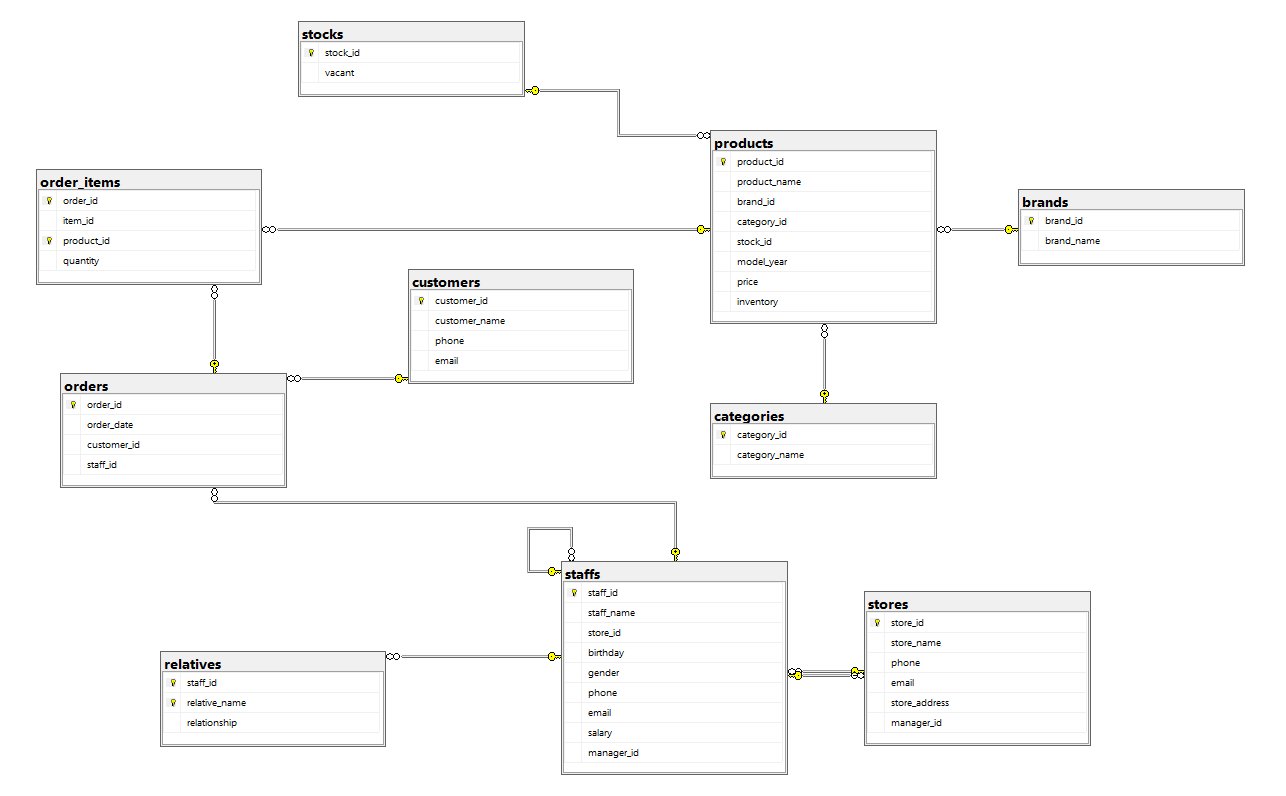 stocks
stock_id
vacant
products
product_id
product_name
brand_id
category_id
stock_id
model_year
price
inventory
order_items
order_id
item_id
product_id
quantity
brands
brand_id
brand_name
customers
customer_id
customer_name
phone
email
orders
order_id
order_date
customer_id
staff_id
categories
category_id
category_name
staffs
staff_id
staff_name
store_id
birthday
gender
phone
email
salary
manager_id
stores
store_id
store_name
phone
email
store_address
manager_id
relatives
staff_id
relative_name
relationship